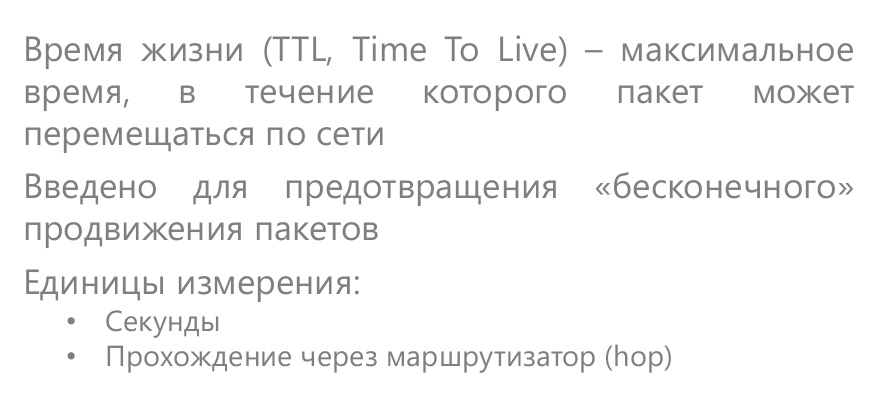 Время жизни (TTL, Time To Live) – максимальное
время, в течение которого пакет может
перемещаться по сети
Введено для предотвращения «бесконечного»
продвижения пакетов
Единицы измерения:
• Секунды
• Прохождение через маршрутизатор (hop)